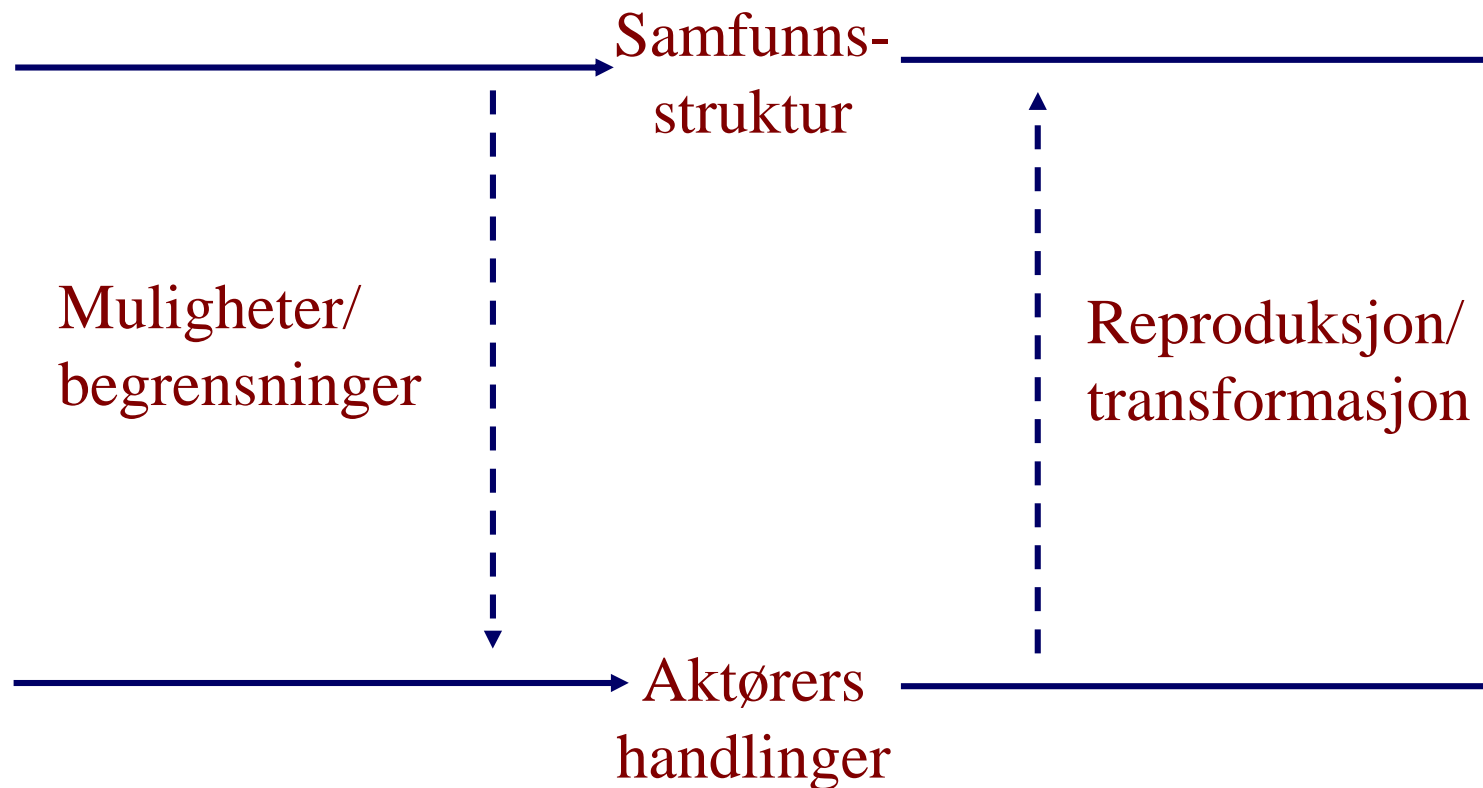 Samfunns-
struktur
Muligheter/
begrensninger
Reproduksjon/
transformasjon
Aktørers
handlinger